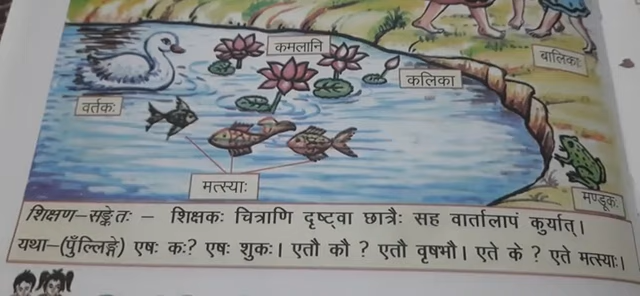 कमलानि
बालिकाः
कलिका
वर्तकः
मत्स्याः
मण्डूकः
शिक्षण-सङ्केतः – शिक्षकः चित्राणि दृष्ट्वा छात्रैः सह वार्तालापं कुर्यात्।
यथा-(पुँल्लिङ्गे) एषः कः? एषः शुकः। एतौ कौ ? एतौ वृषभौ। एते के ? एते मत्स्याः।